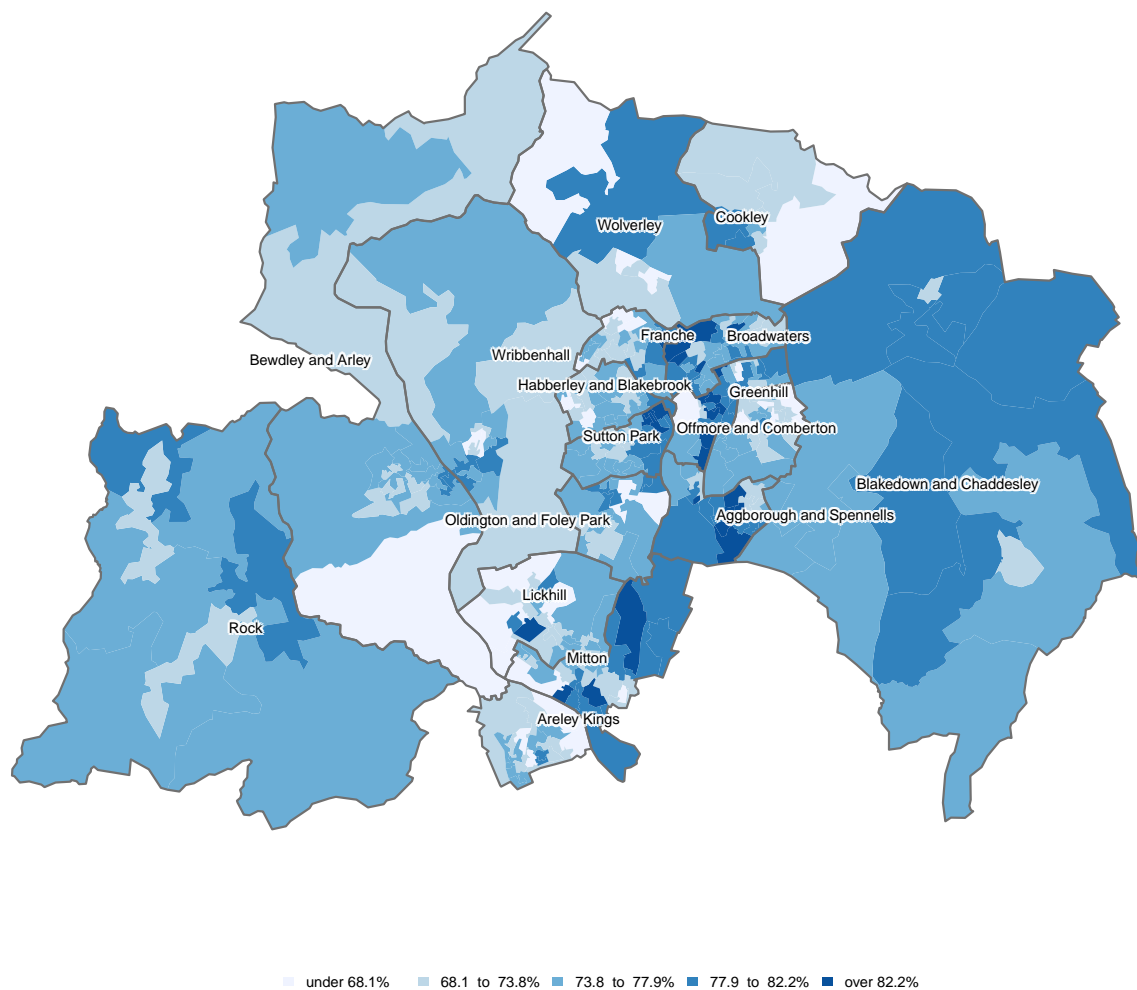 Cookley
Wolverley
Franche
Broadwaters
Wribbenhall
Bewdley and Arley
Habberley and Blakebrook
Greenhill
Offmore and Comberton
Sutton Park
Blakedown and Chaddesley
Aggborough and Spennells
Oldington and Foley Park
Lickhill
Rock
Mitton
Areley Kings
under 68.1% 68.1 to 73.8% 73.8 to 77.9% 77.9 to 82.2% over 82.2%